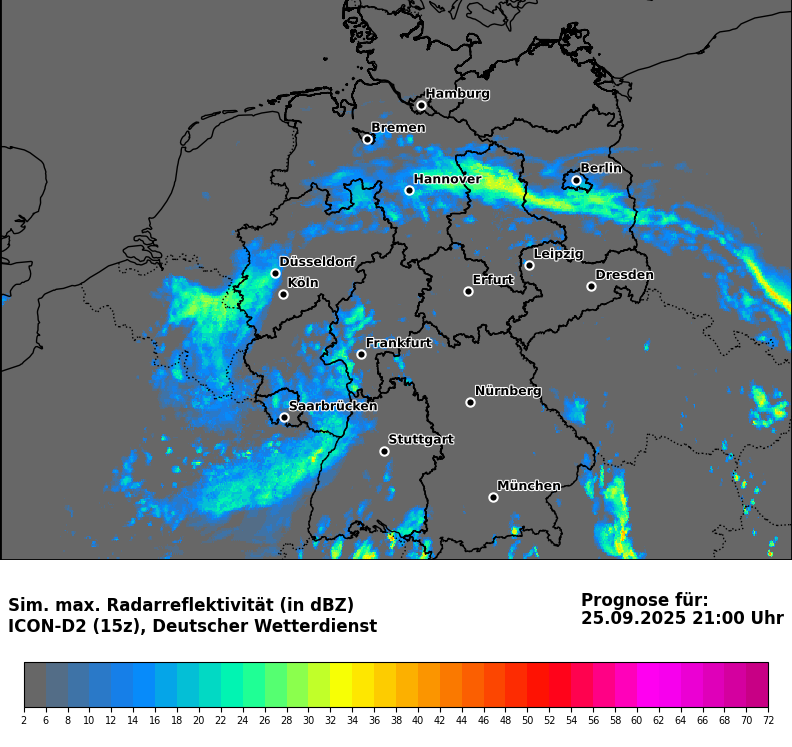 Hamburg
Bremen
Berlin
Hannover
Leipzig
Düsseldorf
Dresden
Erfurt
Köln
Frankfurt
Nürnberg
Saarbrücken
Stuttgart
München
Sim. max. Radarreflektivität (in dBZ)
ICON-D2 (15z), Deutscher Wetterdienst
Prognose für:
25.09.2025 21:00 Uhr
2 6 8 10 12 14 16 18 20 22 24 26 28 30 32 34 36 38 40 42 44 46 48 50 52 54 56 58 60 62 64 66 68 70 72